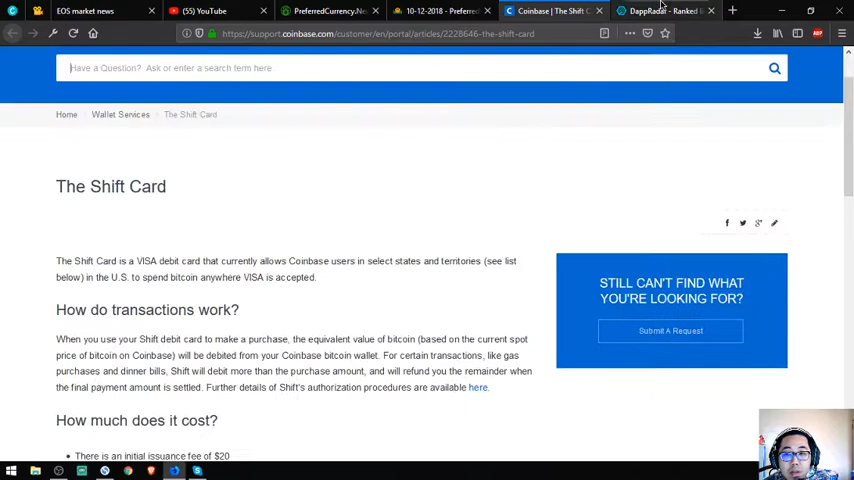 EOS market news
(55) YouTube
PreferredCurrency.Ne
10-12-2018 - Preferred
Coinbase | The Shift C
DappRadar - Ranked li
https://support.coinbase.com/customer/en/portal/articles/2228646-the-shift-card
Have a Question? Ask or enter a search term here
Home
Wallet Services
The Shift Card
The Shift Card
The Shift Card is a VISA debit card that currently allows Coinbase users in select states and territories (see list
below) in the U.S. to spend bitcoin anywhere VISA is accepted.
How do transactions work?
When you use your Shift debit card to make a purchase, the equivalent value of bitcoin (based on the current spot
price of bitcoin on Coinbase) will be debited from your Coinbase bitcoin wallet. For certain transactions, like gas
purchases and dinner bills, Shift will debit more than the purchase amount, and will refund you the remainder when
the final payment amount is settled. Further details of Shift's authorization procedures are available here.
How much does it cost?
There is an initial issuance fee of $20
STILL CAN'T FIND WHAT
YOU'RE LOOKING FOR?
Submit A Request